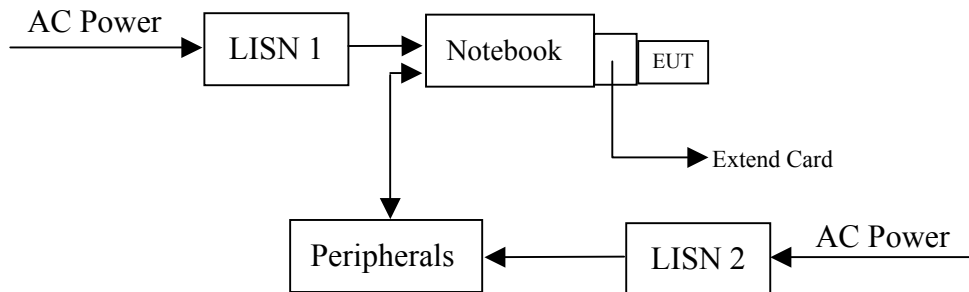 AC Power
LISN 1
Notebook
EUT
Extend Card
Peripherals
LISN 2
AC Power